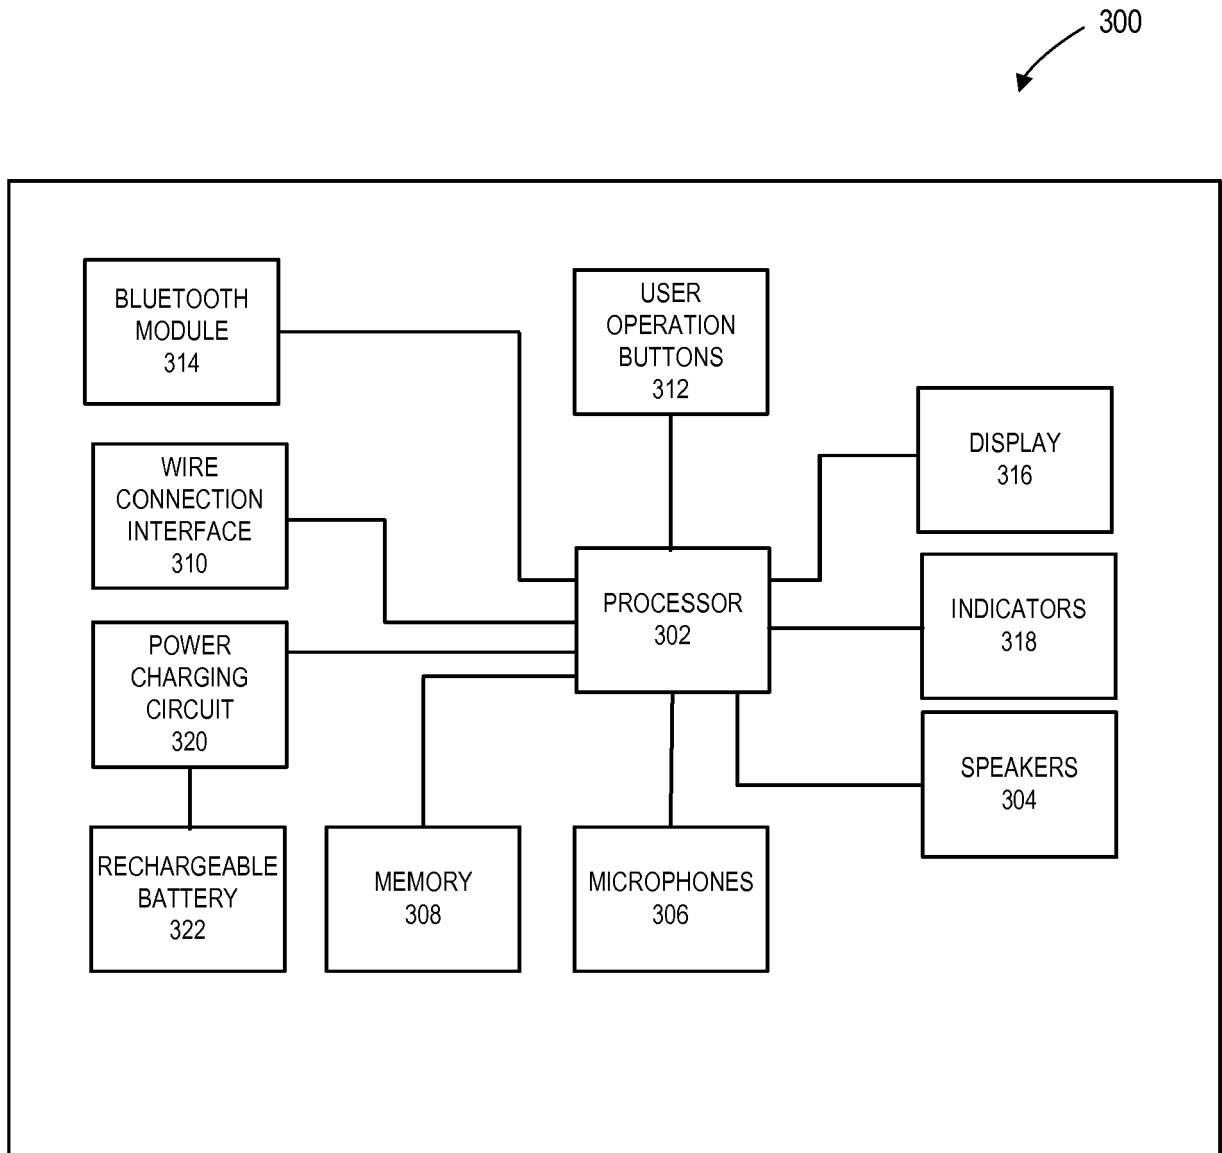 300
BLUETOOTH
MODULE
314
USER
OPERATION
BUTTONS
312
DISPLAY
316
WIRE
CONNECTION
INTERFACE
310
PROCESSOR
302
INDICATORS
318
POWER
CHARGING
CIRCUIT
320
SPEAKERS
304
RECHARGEABLE
BATTERY
322
MEMORY
308
MICROPHONES
306